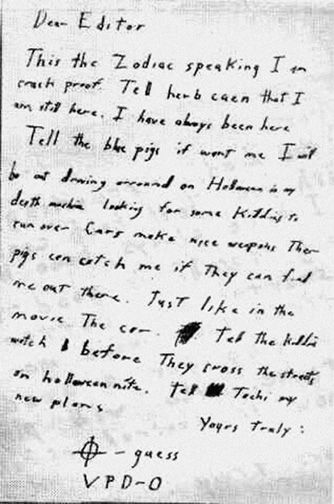 Dear Editor
This the Zodiac speaking I am
crack proof. Tell herb caen that I
am still here. I have always been here
Tell the blue pigs if want me I will
be out driving arround on Halloween in my
death machine looking for some Kiddies to
run over Cars make nice weapons Ther
pigs can catch me if They can find
me out there. Just like in the
movie The car. Tell the kiddies
watch before They cross the streets
on halloween nite. Tell Tochi my
new plans
Yours Truly:
- guess
VPD-0